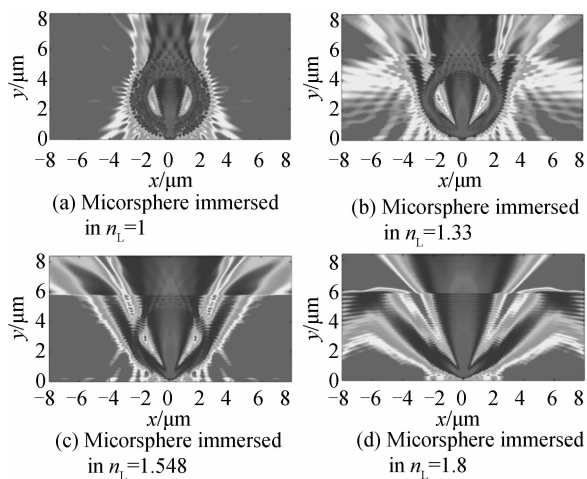 8
6
4
2
0
y/μm
−8 −6 −4 −2 0 2 4 6 8
x/μm
(a) Micorsphere immersed
in nL=1
8
6
4
2
0
y/μm
−8 −6 −4 −2 0 2 4 6 8
x/μm
(b) Micorsphere immersed
in nL=1.33
8
6
4
2
0
y/μm
−8 −6 −4 −2 0 2 4 6 8
x/μm
(c) Micorsphere immersed
in nL=1.548
8
6
4
2
0
y/μm
−8 −6 −4 −2 0 2 4 6 8
x/μm
(d) Micorsphere immersed
in nL=1.8